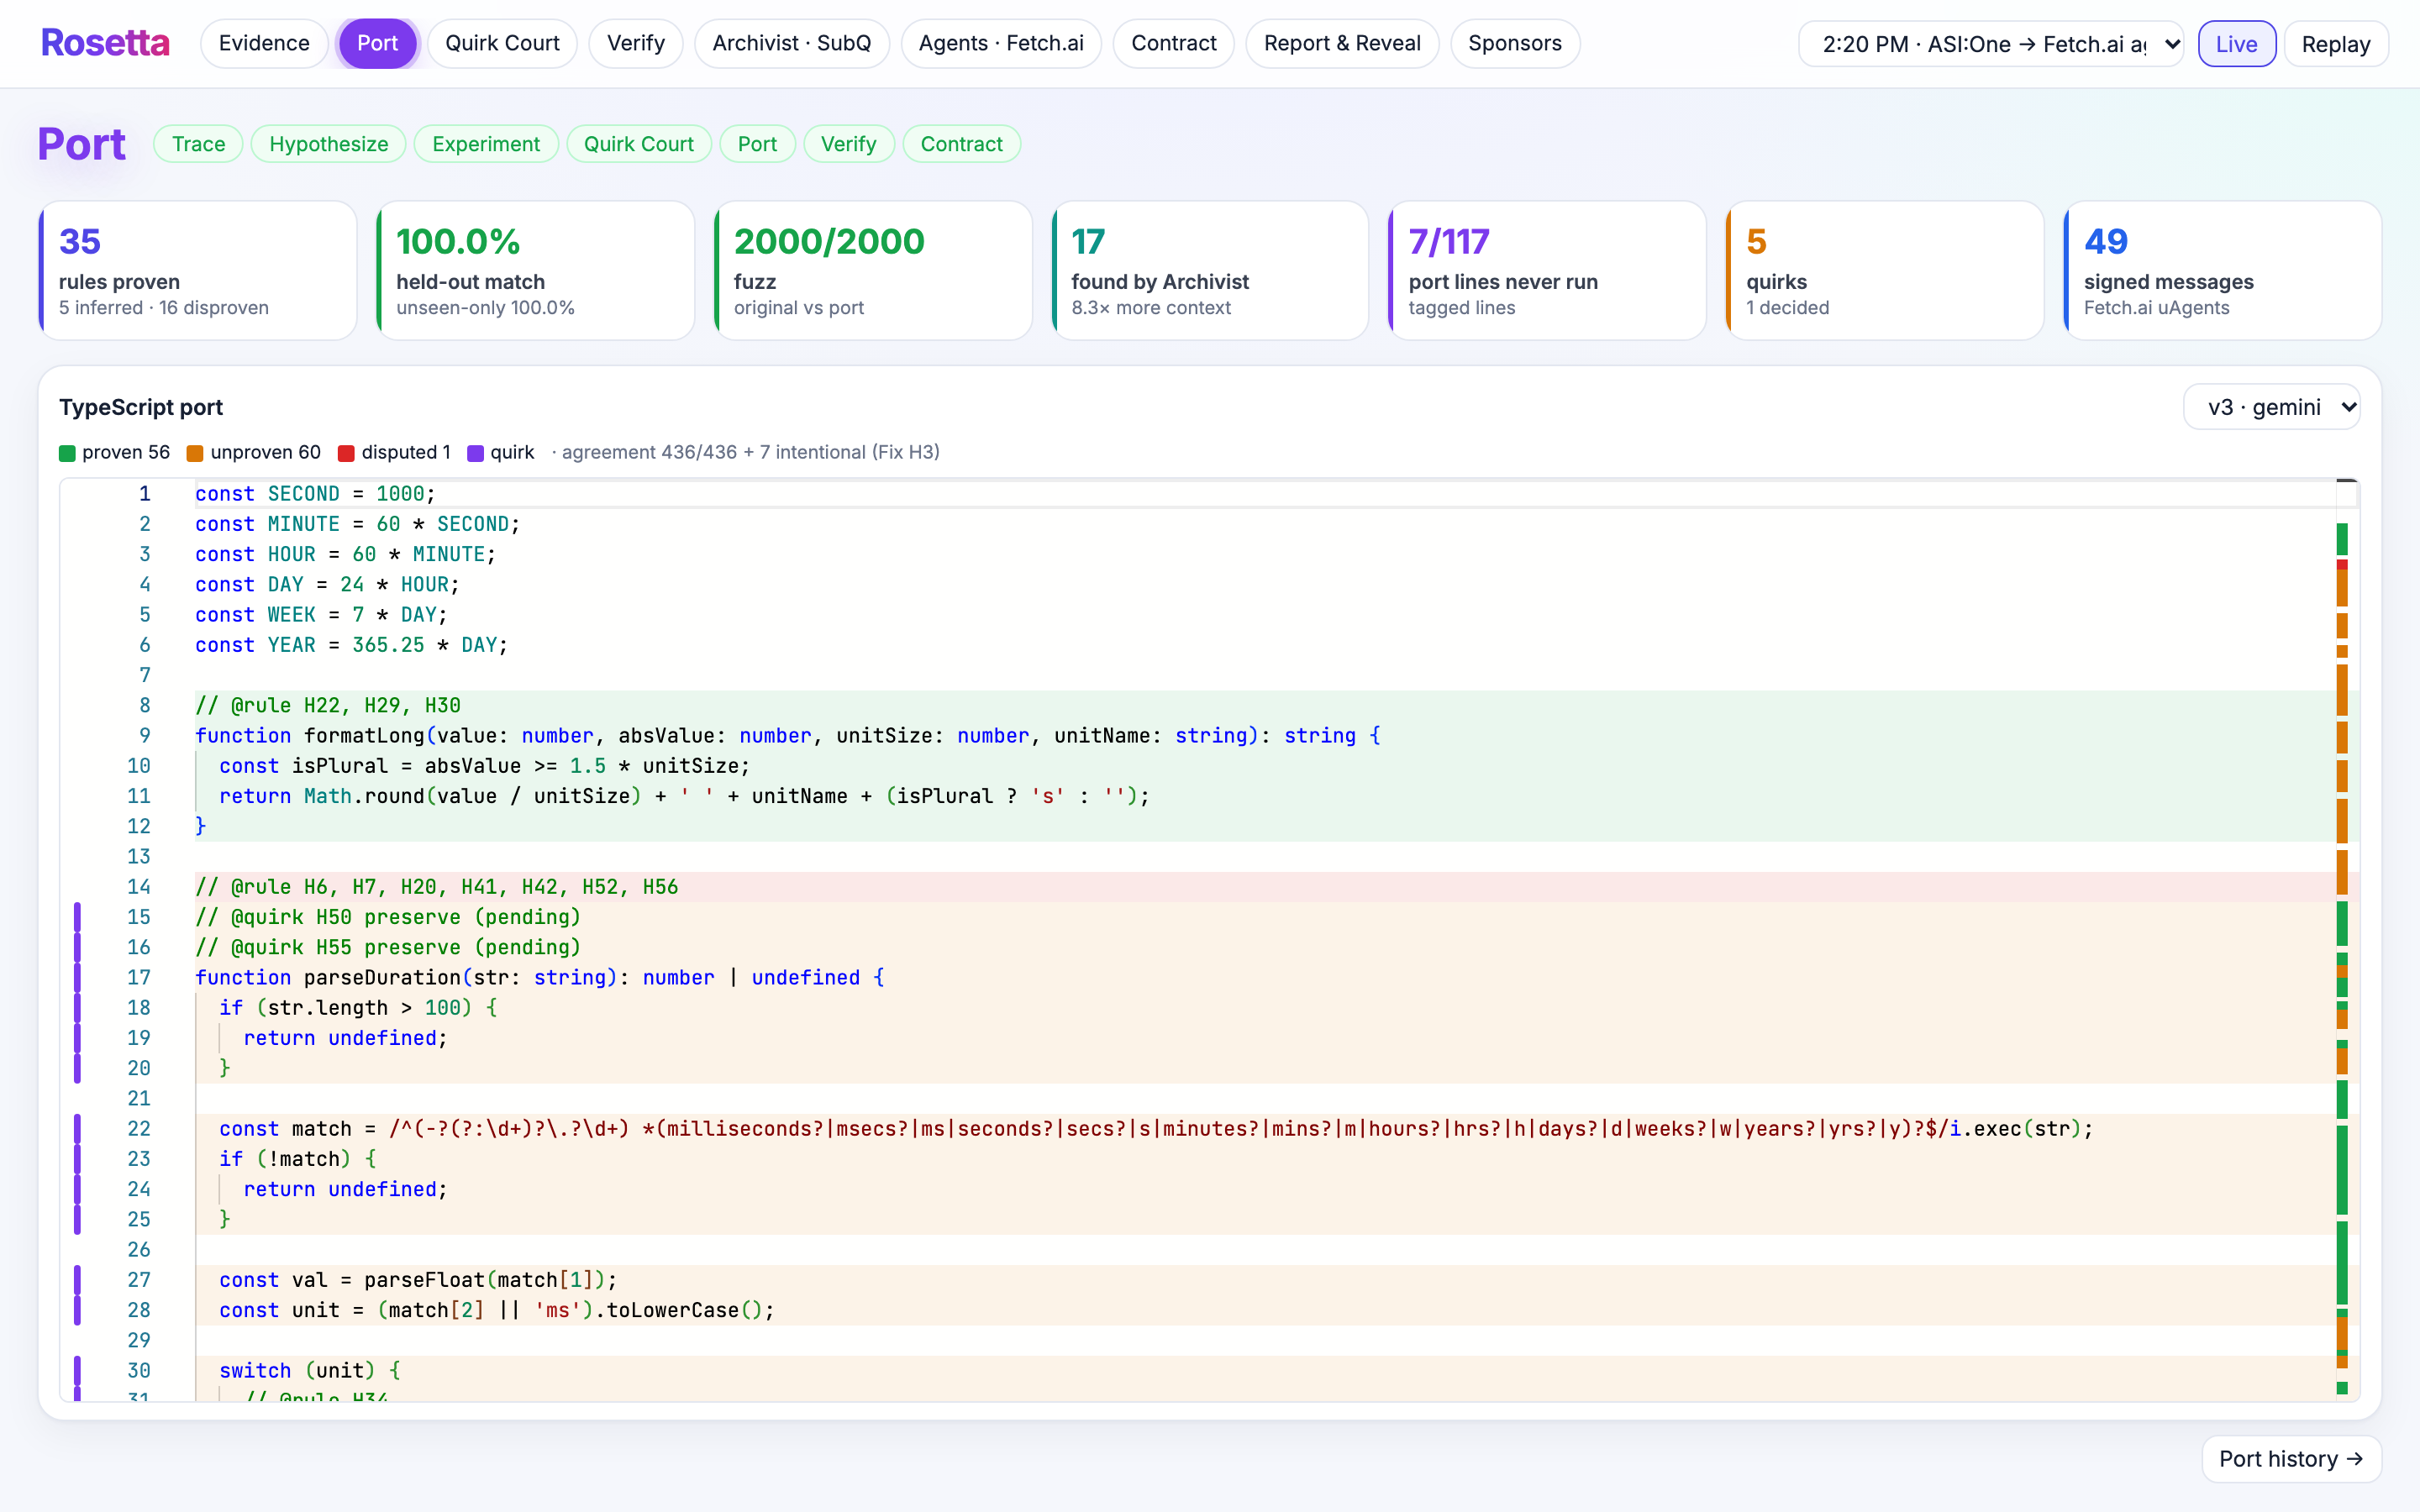 Rosetta
Evidence
Port
Quirk Court
Verify
Archivist · SubQ
Agents · Fetch.ai
Contract
Report & Reveal
Sponsors
2:20 PM · ASI:One → Fetch.ai
Live
Replay
Port
Trace
Hypothesize
Experiment
Quirk Court
Port
Verify
Contract
35
rules proven
5 inferred · 16 disproven
100.0%
held-out match
unseen-only 100.0%
2000/2000
fuzz
original vs port
17
found by Archivist
8.3× more context
7/117
port lines never run
tagged lines
5
quirks
1 decided
49
signed messages
Fetch.ai uAgents
TypeScript port
v3 · gemini
proven 56 unproven 60 disputed 1 quirk · agreement 436/436 + 7 intentional (Fix H3)
1 const SECOND = 1000;
2 const MINUTE = 60 * SECOND;
3 const HOUR = 60 * MINUTE;
4 const DAY = 24 * HOUR;
5 const WEEK = 7 * DAY;
6 const YEAR = 365.25 * DAY;
7
8 // @rule H22, H29, H30
9 function formatLong(value: number, absValue: number, unitSize: number, unitName: string): string {
10 const isPlural = absValue >= 1.5 * unitSize;
11 return Math.round(value / unitSize) + ' ' + unitName + (isPlural ? 's' : '');
12 }
13
14 // @rule H6, H7, H20, H41, H42, H52, H56
15 // @quirk H50 preserve (pending)
16 // @quirk H55 preserve (pending)
17 function parseDuration(str: string): number | undefined {
18 if (str.length > 100) {
19 return undefined;
20 }
21
22 const match = /^(-?(?:\d+)?\.?\d+) *(milliseconds?|msecs?|ms|seconds?|secs?|s|minutes?|mins?|m|hours?|hrs?|h|days?|d|weeks?|w|years?|yrs?|y)?$/i.exec(str);
23 if (!match) {
24 return undefined;
25 }
26
27 const val = parseFloat(match[1]);
28 const unit = (match[2] || 'ms').toLowerCase();
29
30 switch (unit) {
31 // @rule H34
Port history →